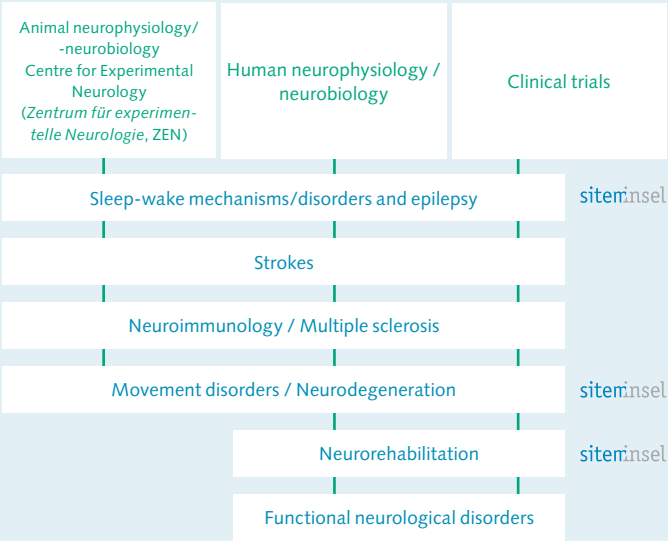 Animal neurophysiology/
-neurobiology
Centre for Experimental
Neurology
(Zentrum für experimen-
telle Neurologie, ZEN)
Human neurophysiology /
neurobiology
Clinical trials
Sleep-wake mechanisms/disorders and epilepsy
siteminsel
Strokes
Neuroimmunology / Multiple sclerosis
Movement disorders / Neurodegeneration
siteminsel
Neurorehabilitation
siteminsel
Functional neurological disorders